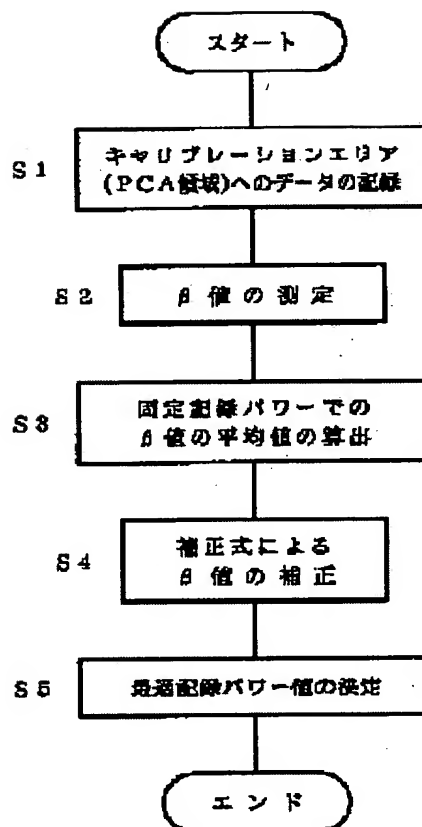 スタート
S1
キャリブレーションエリア
(PCA領域)へのデータの記録
S2
β値の測定
S3
固定記録パワーでの
β値の平均値の算出
S4
補正式による
β値の補正
S5
最適記録パワー値の決定
エンド